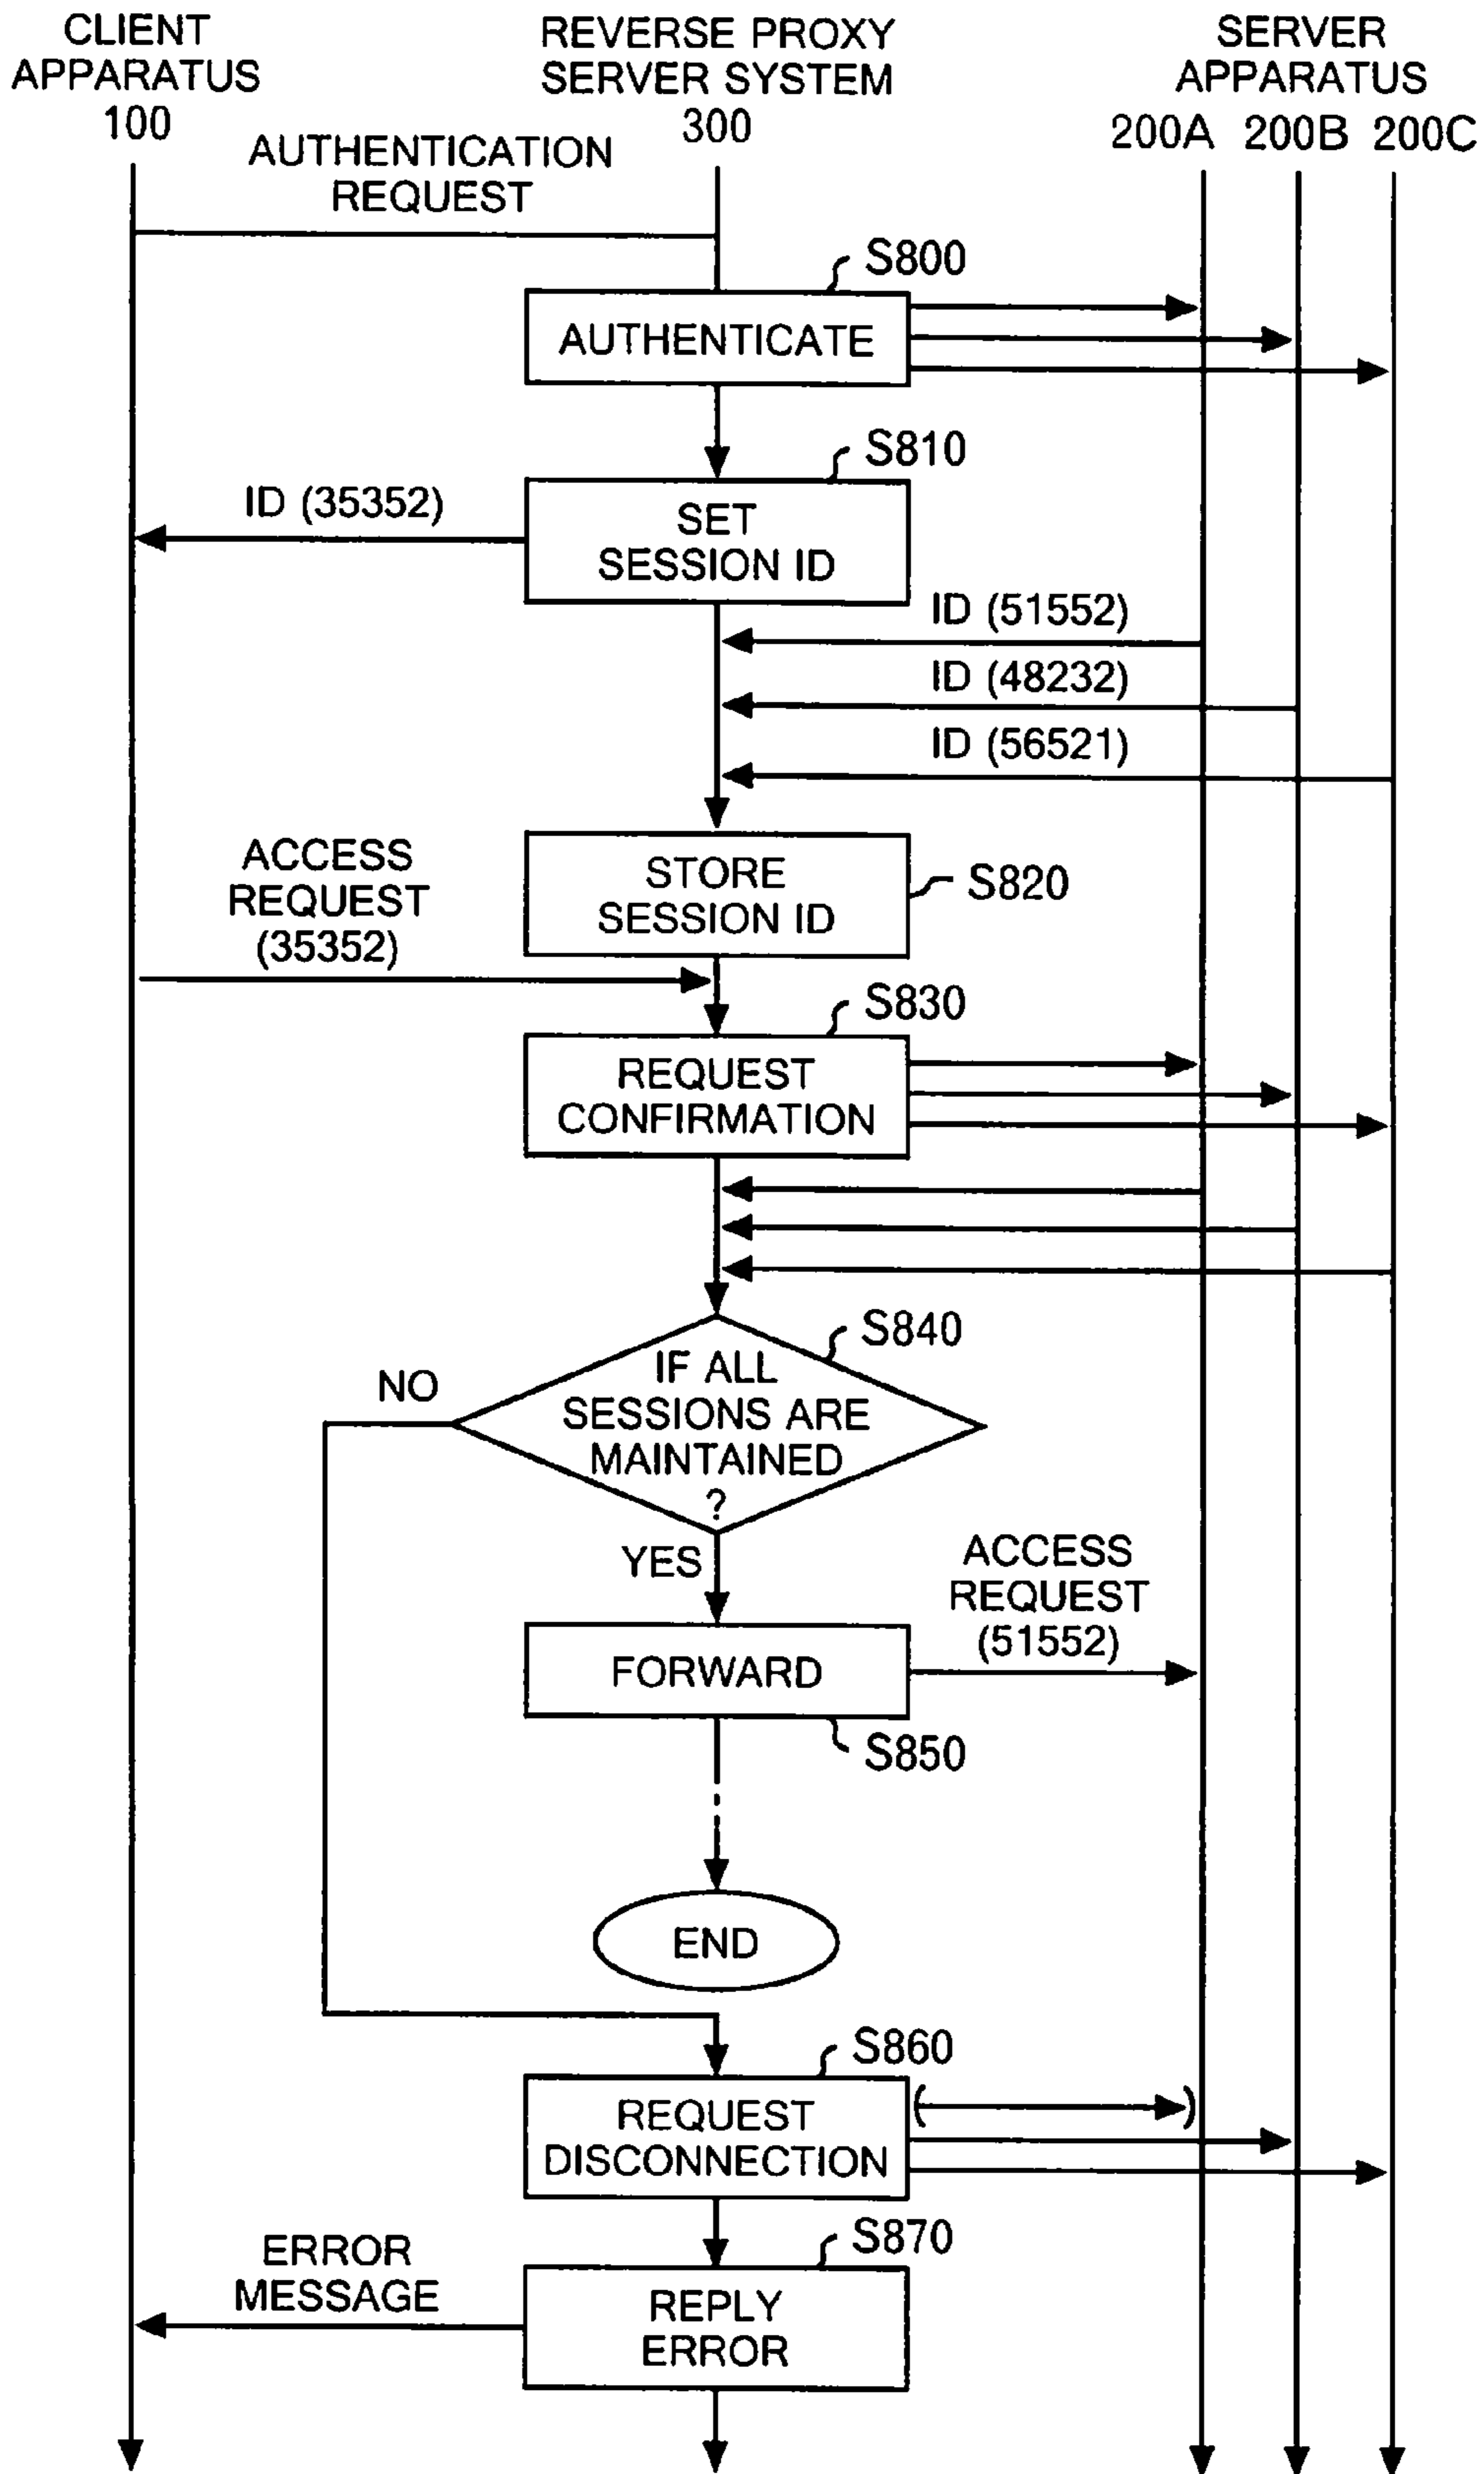 CLIENT
APPARATUS
100
REVERSE PROXY
SERVER SYSTEM
300
SERVER
APPARATUS
200A 200B 200C
AUTHENTICATION
REQUEST
S800
AUTHENTICATE
S810
ID (35352)
SET
SESSION ID
ID (51552)
ID (48232)
ID (56521)
ACCESS
REQUEST
(35352)
STORE
SESSION ID
S820
S830
REQUEST
CONFIRMATION
S840
NO
IF ALL
SESSIONS ARE
MAINTAINED
?
YES
ACCESS
REQUEST
(51552)
FORWARD
S850
END
S860
REQUEST
DISCONNECTION
S870
ERROR
MESSAGE
REPLY
ERROR